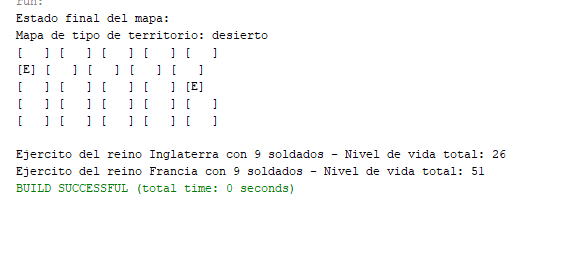 run:
Estado final del mapa:
Mapa de tipo de territorio: desierto
[   ] [   ] [   ] [   ] [   ]
[E] [   ] [   ] [   ] [   ]
[   ] [   ] [   ] [   ] [E]
[   ] [   ] [   ] [   ] [   ]
[   ] [   ] [   ] [   ] [   ]
Ejercito del reino Inglaterra con 9 soldados - Nivel de vida total: 26
Ejercito del reino Francia con 9 soldados - Nivel de vida total: 51
BUILD SUCCESSFUL (total time: 0 seconds)